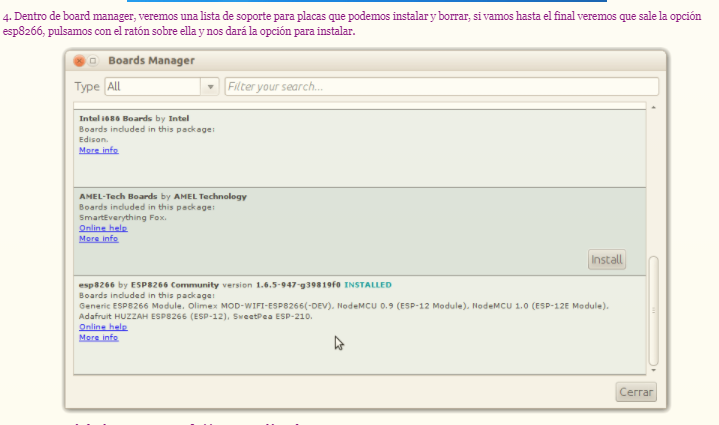 4. Dentro de board manager, veremos una lista de soporte para placas que podemos instalar y borrar, si vamos hasta el final veremos que sale la opción
esp8266, pulsamos con el ratón sobre ella y nos dará la opción para instalar.
Boards Manager
Type All Filter your search...
Intel i686 Boards by Intel
Boards included in this package:
Edison.
More info
AMEL-Tech Boards by AMEL Technology
Boards included in this package:
SmartEverything Fox.
Online help
More info
Install
esp8266 by ESP8266 Community version 1.6.5-947-g39819f0 INSTALLED
Boards included in this package:
Generic ESP8266 Module, Olimex MOD-WIFI-ESP8266(-DEV), NodeMCU 0.9 (ESP-12 Module), NodeMCU 1.0 (ESP-12E Module),
Adafruit HUZZAH ESP8266 (ESP-12), SweetPea ESP-210.
Online help
More info
Cerrar